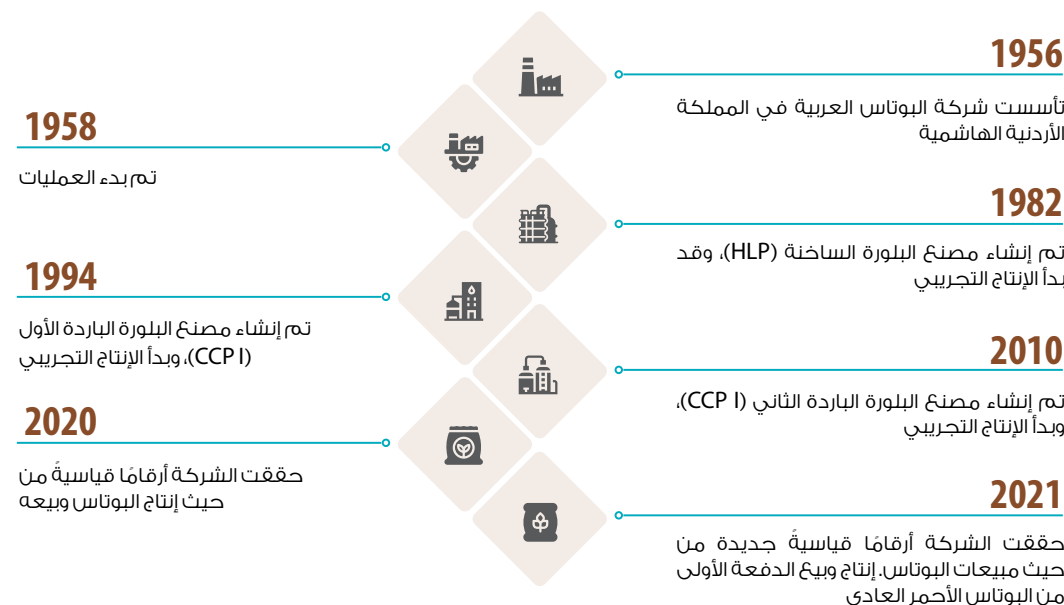 1956
تأسست شركة البوتاس العربية في المملكة
الأردنية الهاشمية
1958
تم بدء العمليات
1982
تم إنشاء مصنع البلورة الساخنة (HLP)، وقد
بدأ الإنتاج التجريبي
1994
تم إنشاء مصنع البلورة الباردة الأول
(CCP I)، وبدأ الإنتاج التجريبي
2010
تم إنشاء مصنع البلورة الباردة الثاني (CCP I)،
وبدأ الإنتاج التجريبي
2020
حققت الشركة أرقامًا قياسيةً من
حيث إنتاج البوتاس وبيعه
2021
حققت الشركة أرقامًا قياسيةً جديدة من
حيث مبيعات البوتاس. إنتاج وبيع الدفعة الأولى
من البوتاس الأحمر العادي